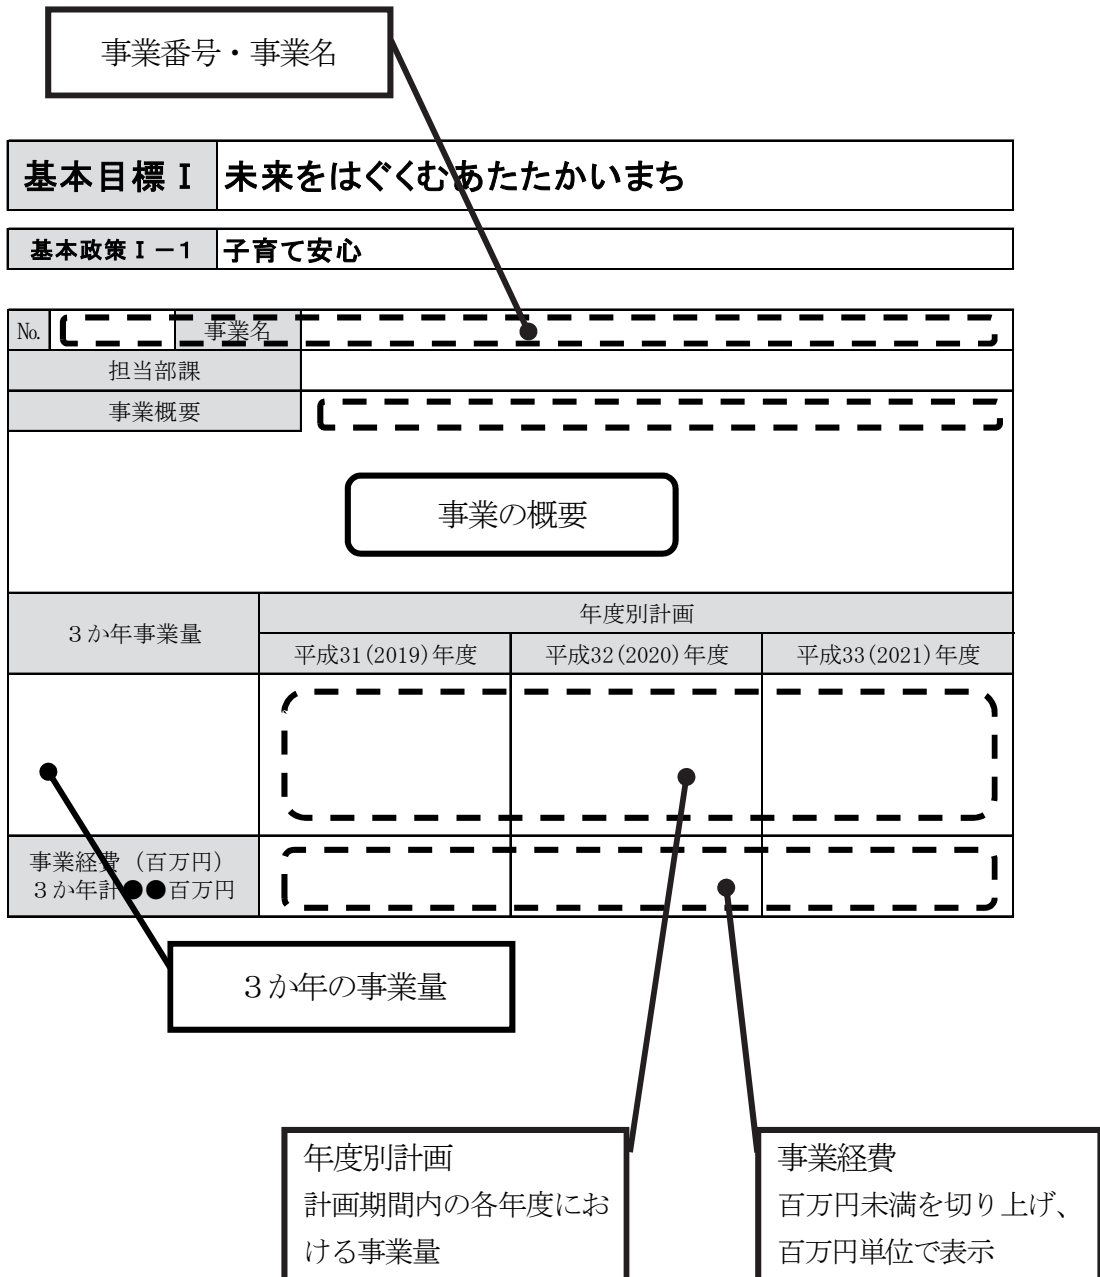 事業番号・事業名
基本目標Ⅰ 未来をはぐくむあたたかいまち
基本政策Ⅰ－1 子育て安心
№ 事業名
担当部課
事業概要
事業の概要
３か年事業量 年度別計画
平成31(2019)年度 平成32(2020)年度 平成33(2021)年度
事業経費（百万円）
３か年計●●百万円
３か年の事業量
年度別計画
計画期間内の各年度にお
ける事業量
事業経費
百万円未満を切り上げ、
百万円単位で表示